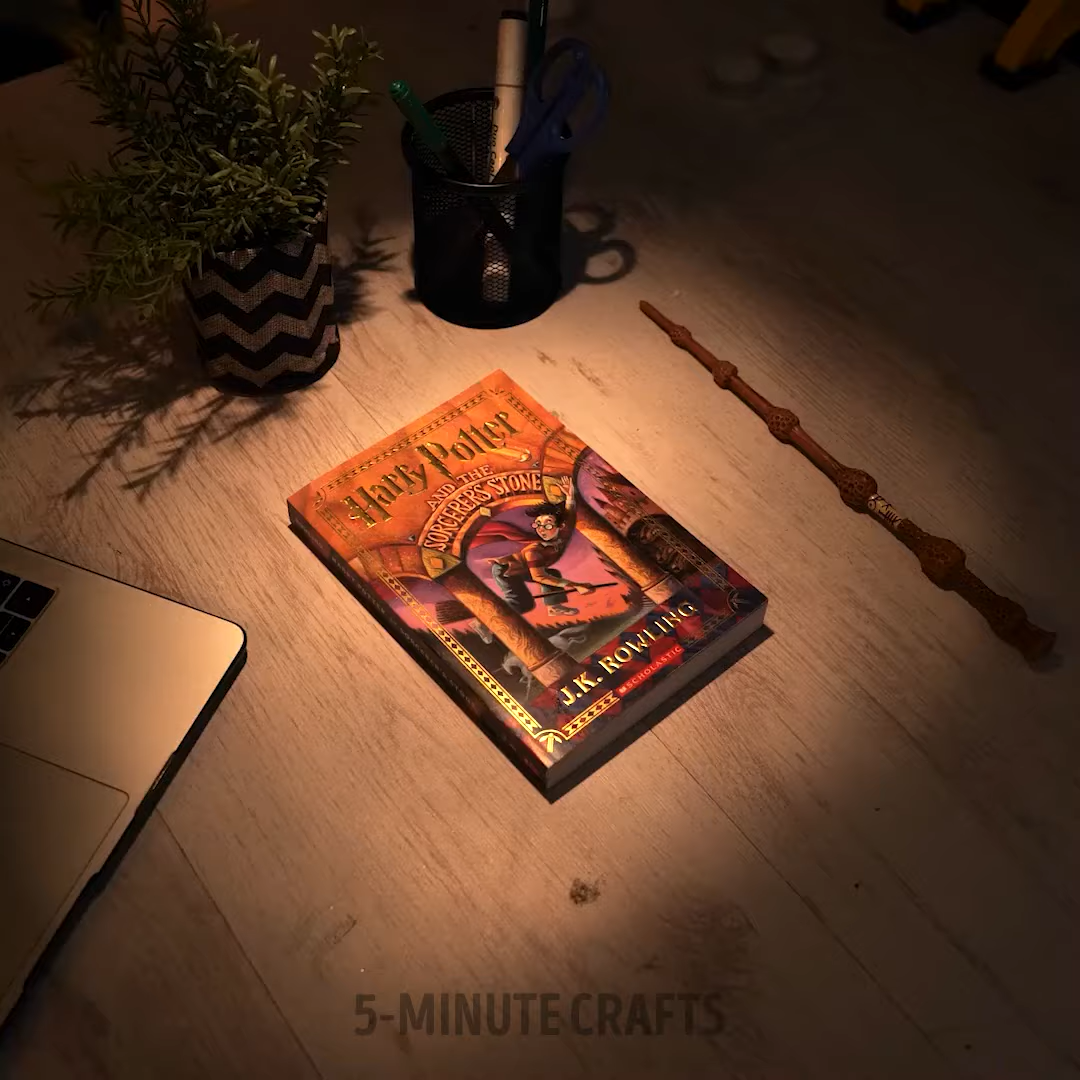 Harry Potter
AND THE
SORCERER'S STONE
J.K. ROWLING
SCHOLASTIC
5-MINUTE CRAFTS